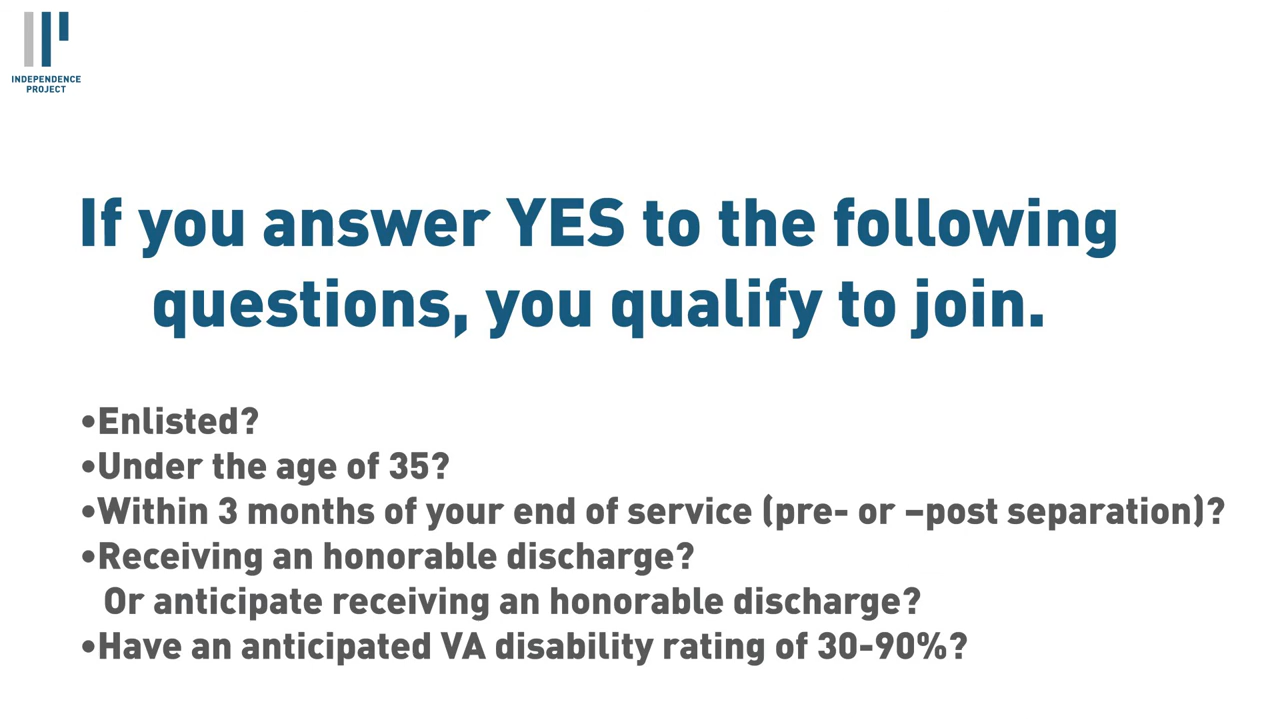 INDEPENDENCE
PROJECT
If you answer YES to the following
questions, you qualify to join.
•Enlisted?
•Under the age of 35?
•Within 3 months of your end of service (pre- or –post separation)?
•Receiving an honorable discharge?
Or anticipate receiving an honorable discharge?
•Have an anticipated VA disability rating of 30-90%?